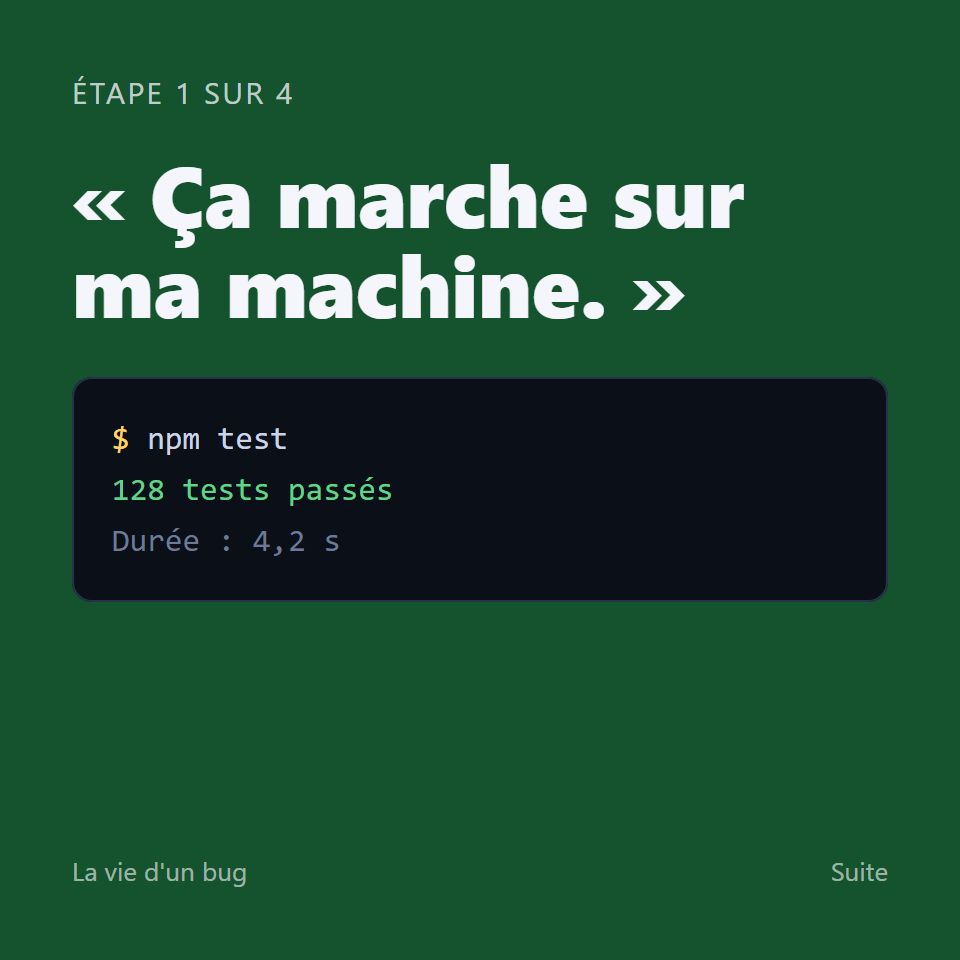 ÉTAPE 1 SUR 4
« Ça marche sur
ma machine. »
$ npm test
128 tests passés
Durée : 4,2 s
La vie d'un bug
Suite